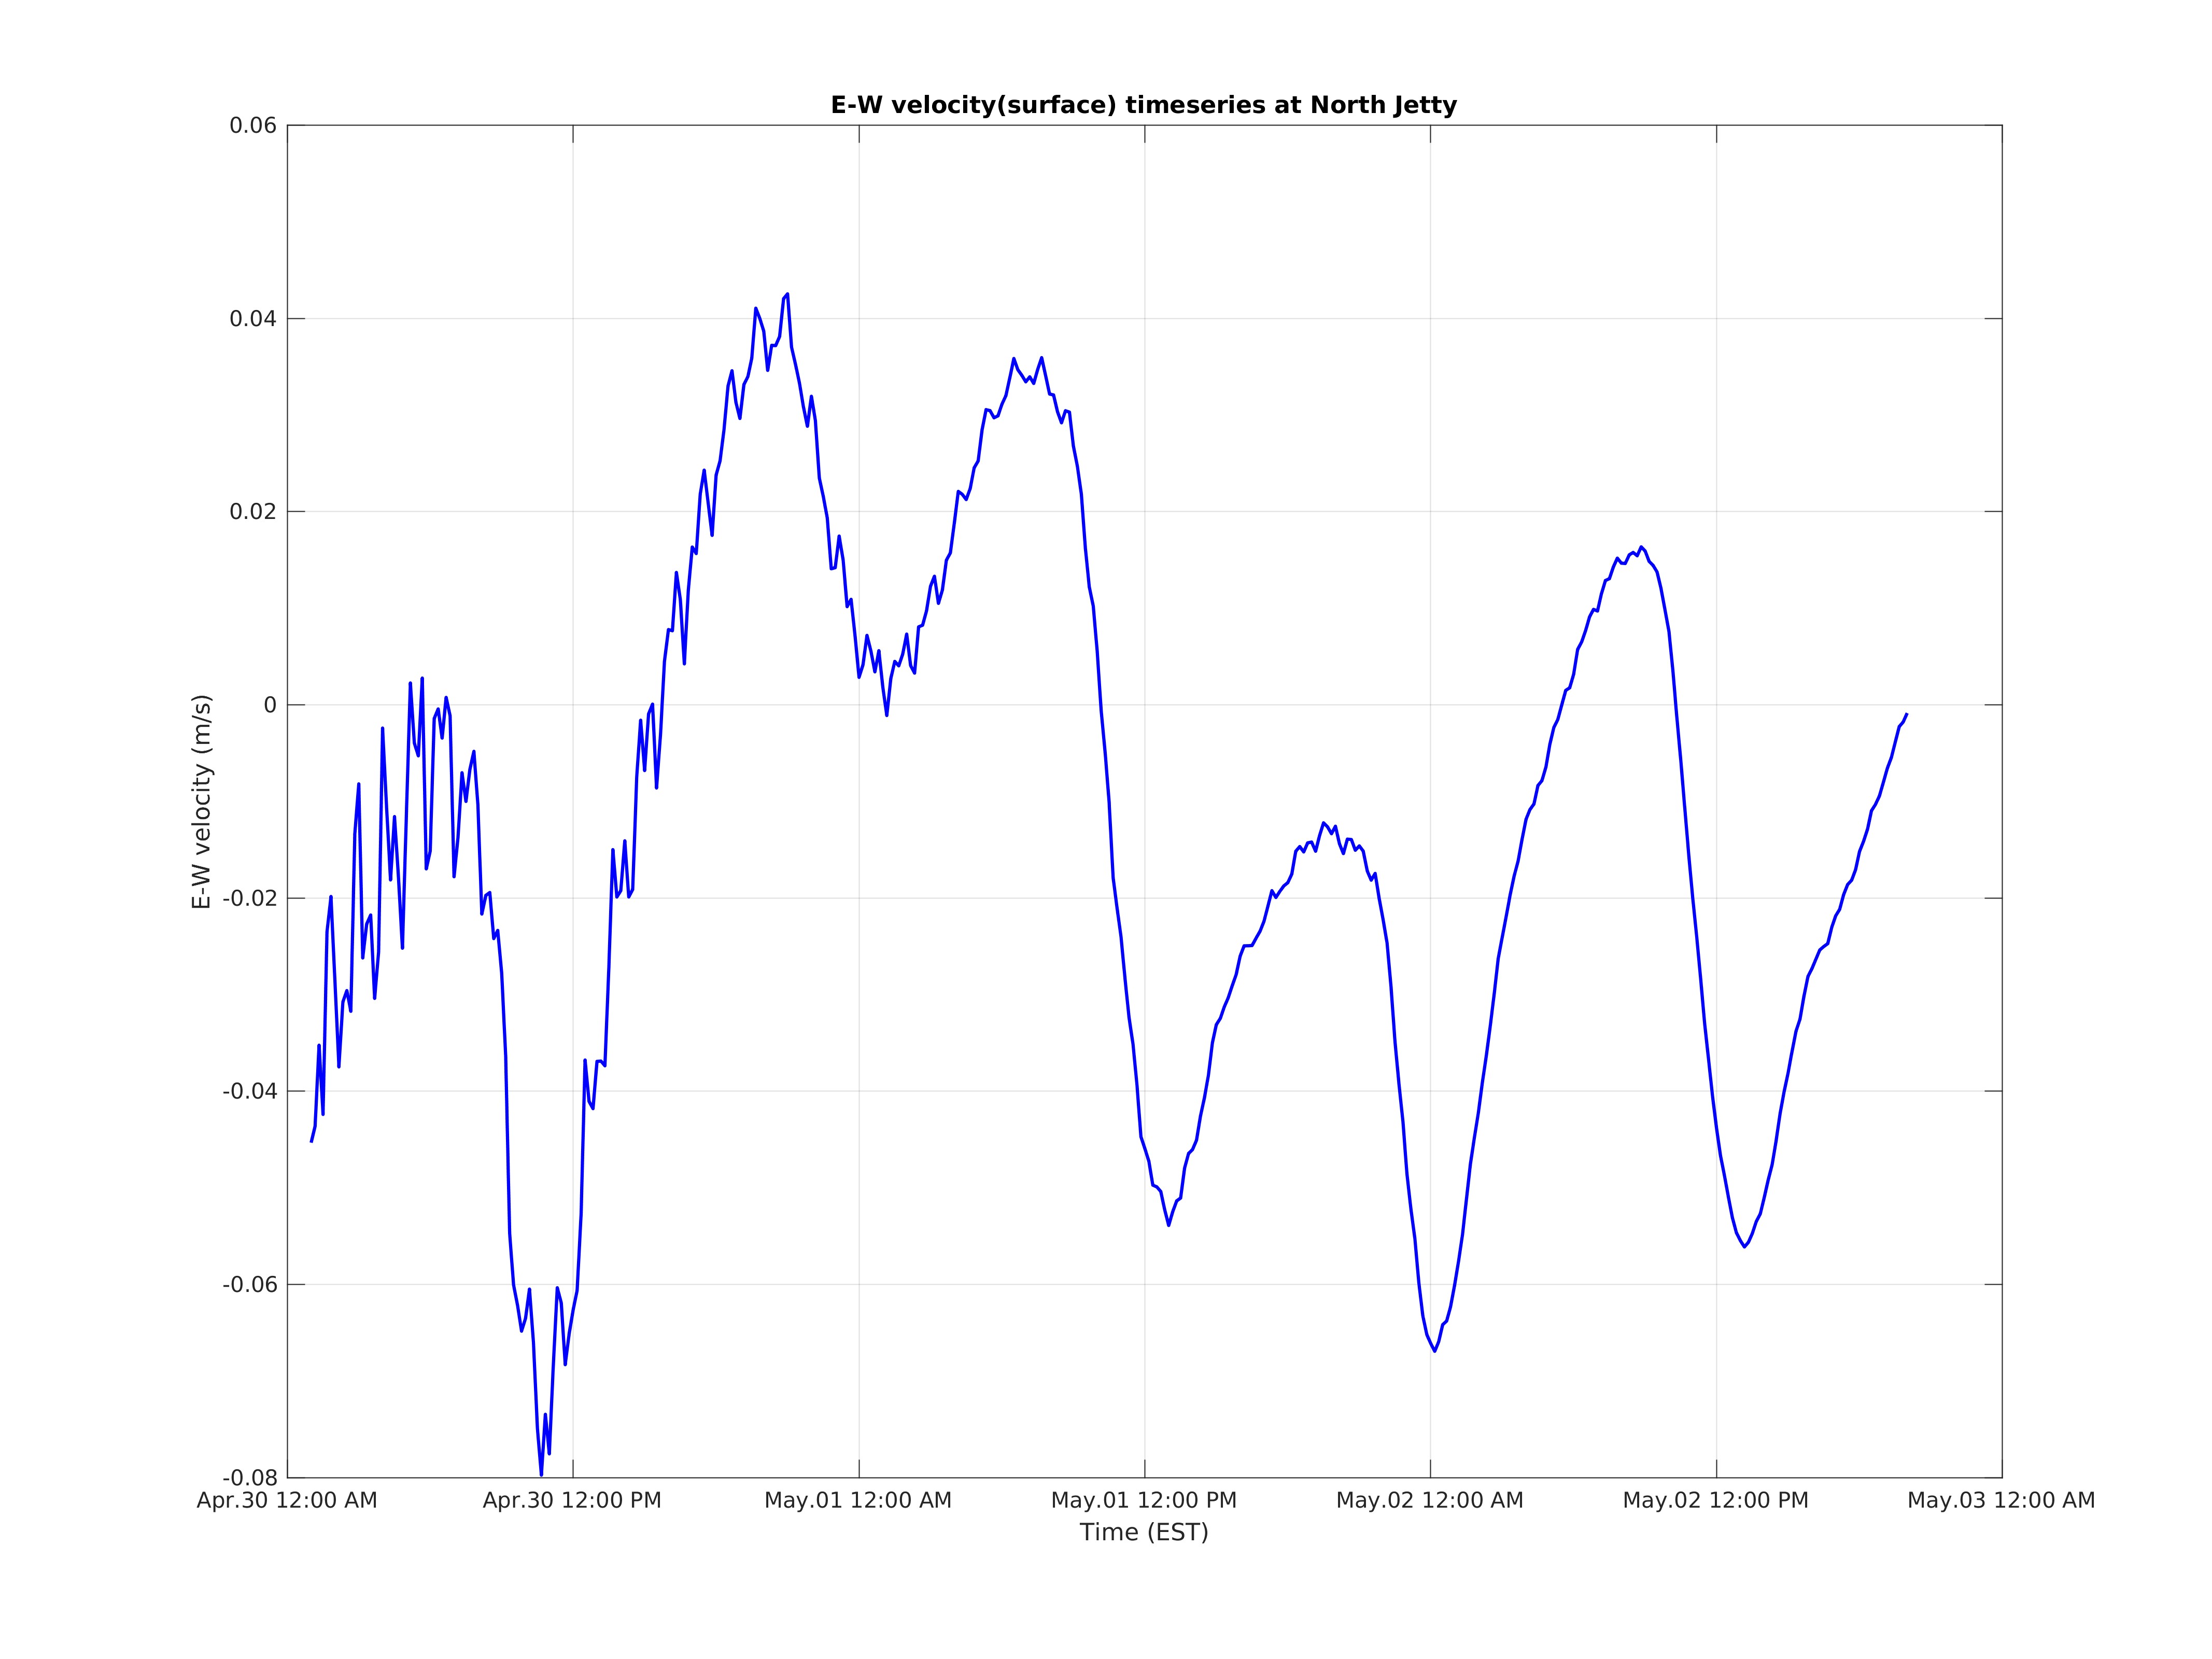 E-W velocity(surface) timeseries at North Jetty
0.06
0.04
0.02
0
-0.02
-0.04
-0.06
-0.08
E-W velocity (m/s)
Apr.30 12:00 AM Apr.30 12:00 PM May.01 12:00 AM May.01 12:00 PM May.02 12:00 AM May.02 12:00 PM May.03 12:00 AM
Time (EST)